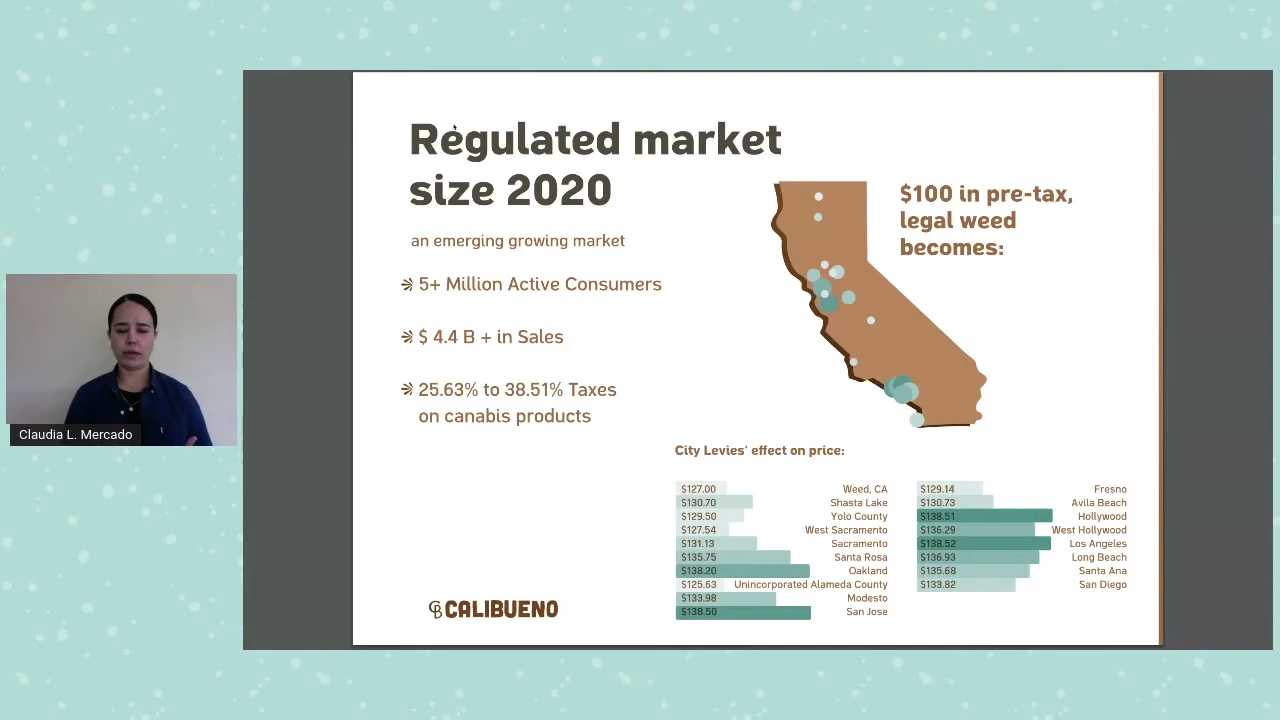 Regulated market
size 2020
an emerging growing market
5+ Million Active Consumers
$ 4.4 B + in Sales
25.63% to 38.51% Taxes
on canabis products
$100 in pre-tax,
legal weed
becomes:
Claudia L. Mercado
City Levies' effect on price:
$127.00 Weed, CA
$130.70 Shasta Lake
$129.50 Yolo County
$127.54 West Sacramento
$131.13 Sacramento
$135.75 Santa Rosa
$138.20 Oakland
$125.63 Unincorporated Alameda County
$133.98 Modesto
$138.50 San Jose
$129.14 Fresno
$130.73 Avila Beach
$138.51 Hollywood
$136.29 West Hollywood
$138.52 Los Angeles
$136.93 Long Beach
$135.68 Santa Ana
$133.82 San Diego
CB CALIBUENO